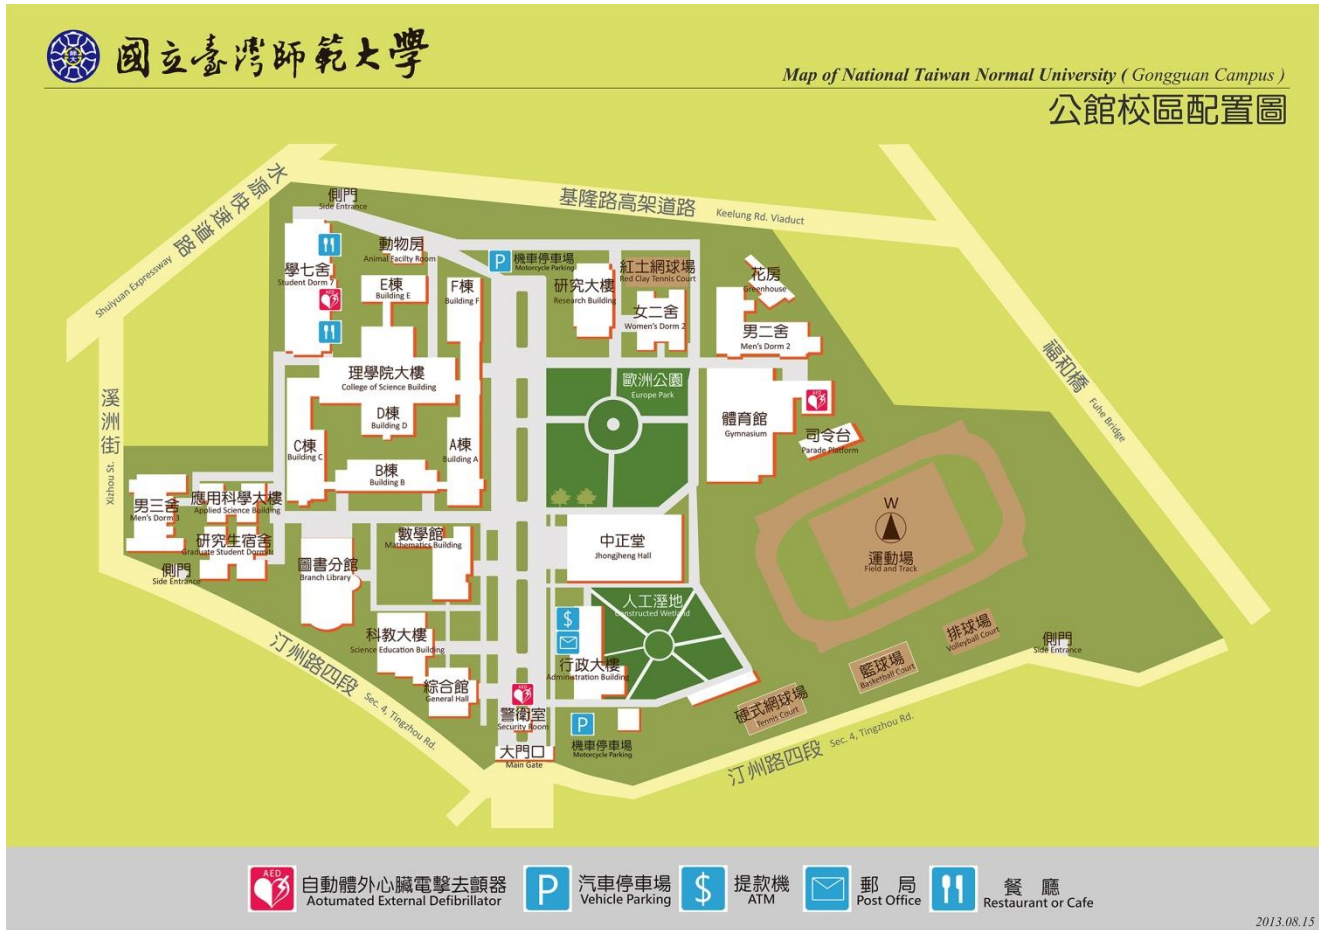 國立臺灣師範大學
Map of National Taiwan Normal University ( Gongguan Campus )
公館校區配置圖
水源快速道路
Shuiyuan Expressway
側門
Side Entrance
基隆路高架道路
Keelung Rd. Viaduct
動物房
Animal Facilty Room
學七舍
Student Dorm 7
AED
E棟
Building E
F棟
Building F
P
機車停車場
Motorcycle Parking
研究大樓
Research Building
紅土網球場
Red Clay Tennis Court
女二舍
Women's Dorm 2
花房
Greenhouse
男二舍
Men's Dorm 2
福和橋
Fuhe Bridge
理學院大樓
College of Science Building
歐洲公園
Europe Park
溪洲街
Xizhou St.
D棟
Building D
C棟
Building C
A棟
Building A
B棟
Building B
體育館
Gymnasium
AED
司令台
Parade Platform
男三舍
Men's Dorm 3
應用科學大樓
Applied Science Building
研究生宿舍
Graduate Student Dorm
側門
Side Entrance
圖書分館
Branch Library
數學館
Mathematics Building
中正堂
Jhongjheng Hall
W
運動場
Field and Track
人工溼地
Constructed Wetland
$
科教大樓
Science Education Building
行政大樓
Administration Building
綜合館
General Hall
AED
警衛室
Security Room
P
機車停車場
Motorcycle Parking
大門口
Main Gate
排球場
Volleyball Court
籃球場
Basketball Court
硬式網球場
Tennis Court
側門
Side Entrance
汀州路四段
Sec. 4, Tingzhou Rd.
汀州路四段
Sec. 4, Tingzhou Rd.
AED
自動體外心臟電擊去顫器
Aotumated External Defibrillator
P
汽車停車場
Vehicle Parking
$
提款機
ATM
郵 局
Post Office
餐 廳
Restaurant or Cafe
2013.08.15